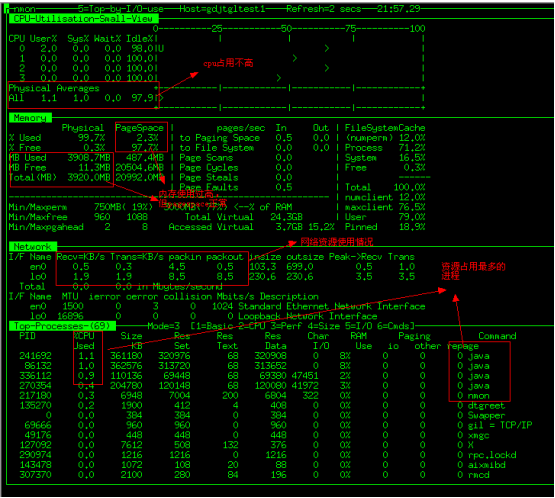 nmon 5=Top-by-I/O-use Host=gdjtgltest1 Refresh=2 secs 21:57.29
CPU-Utilisation-Small-View
0 25 50 75 100
CPU User% Sys% Wait% Idle%
0 2.0 0.0 0.0 98.0 U >
1 0.0 0.0 0.0 100.0 >
2 0.0 0.0 0.0 100.0 >
3 0.0 0.0 0.0 100.0 >
cpu占用不高
Physical Averages
All 1.1 1.0 0.0 97.9
Memory
Physical PageSpace | pages/sec In Out | FileSystemCache
% Used 99.7% 2.3% | to Paging Space 0.5 0.0 | (numperm) 12.0%
% Free 0.3% 97.7% | to File System 0.0 0.0 | Process 71.2%
MB Used 3908.7MB 487.4MB | Page Scans 0.0 | System 16.5%
MB Free 11.3MB 20504.6MB | Page Cycles 0.0 | Free 0.3%
Total(MB) 3920.0MB 20992.0MB | Page Steals 0.0
| Page Faults 0.5 | Total 100.0%
内存使用过高，
numclient 12.0%
Min/Maxperm 750MB( 19%) 3000MB( 77%) <--% of RAM maxclient 76.5%
Min/Maxfree 960 1088 Total Virtual 24.3GB User 79.0%
Min/Maxpgahead 2 8 Accessed Virtual 3.7GB 15.2% Pinned 18.9%
网络资源使用情况
Network
I/F Name Recv=KB/s Trans=KB/s packin packout insize outsize Peak->Recv Trans
en0 0.5 0.3 4.5 0.5 103.3 699.0 0.5 1.0
lo0 1.9 1.9 8.5 8.5 230.6 230.6 3.5 3.5
Total 0.0 0.0 in Mbytes/second
资源占用最多的
进程
I/F Name MTU ierror oerror collision Mbits/s Description
en0 1500 0 3 0 1024 Standard Ethernet Network Interface
lo0 16896 0 0 0 0 Loopback Network Interface
Top-Processes-(69) Mode=3 [1=Basic 2=CPU 3=Perf 4=Size 5=I/O 6=Cmds]
PID %CPU Size Res Res Res Char RAM Paging Command
Used KB Set Text Data I/O Use io other repage
241692 1.1 361180 320976 68 320908 0 8% 0 0 0 java
86132 1.0 362576 313720 68 313652 0 8% 0 0 0 java
336112 0.9 110136 69448 68 69380 47451 2% 0 0 0 java
270354 0.4 204780 120148 68 120080 41972 3% 0 0 0 java
217180 0.3 6948 7004 200 6804 322 0% 0 0 0 nmon
135270 0.2 1900 412 4 408 0 0% 0 0 0 dtgreet
0 0.0 384 384 0 384 0 0% 0 0 0 Swapper
69666 0.0 960 960 0 960 0 0% 0 0 0 gil = TCP/IP
49176 0.0 448 448 0 448 0 0% 0 0 0 xmgc
127092 0.0 7612 508 132 376 0 0% 0 0 0 X
290974 0.0 1216 1216 0 1216 0 0% 0 0 0 rpc.lockd
143478 0.0 1072 108 20 88 0 0% 0 0 0 aixmibd
307370 0.0 2100 280 84 196 0 0% 0 0 0 rmcd